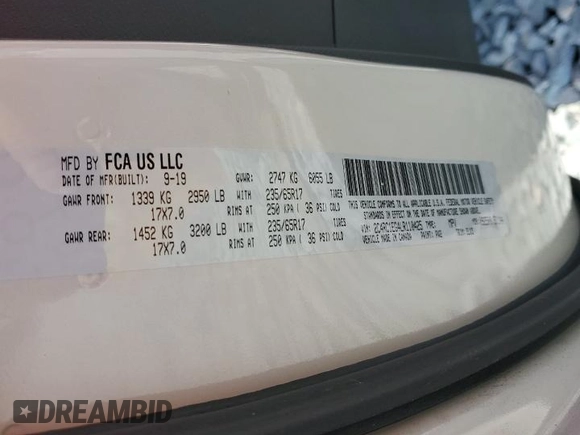 MFD BY FCA US LLC
DATE OF MFR(BUILT): 9-19
GVWR: 2747 KG 6055 LB
GAWR FRONT: 1339 KG 2950 LB WITH 235/65R17 TIRES
17X7.0 RIMS AT 250 KPA ( 36 PSI) COLD
GAWR REAR: 1452 KG 3200 LB WITH 235/65R17 TIRES
17X7.0 RIMS AT 250 KPA ( 36 PSI) COLD
THIS VEHICLE CONFORMS TO ALL APPLICABLE U.S.A. FEDERAL MOTOR VEHICLE SAFETY
STANDARDS IN EFFECT ON THE DATE OF MANUFACTURE SHOWN ABOVE
VIN: TYPE: MPV
MADE IN CANADA PAINT:
DREAMBID